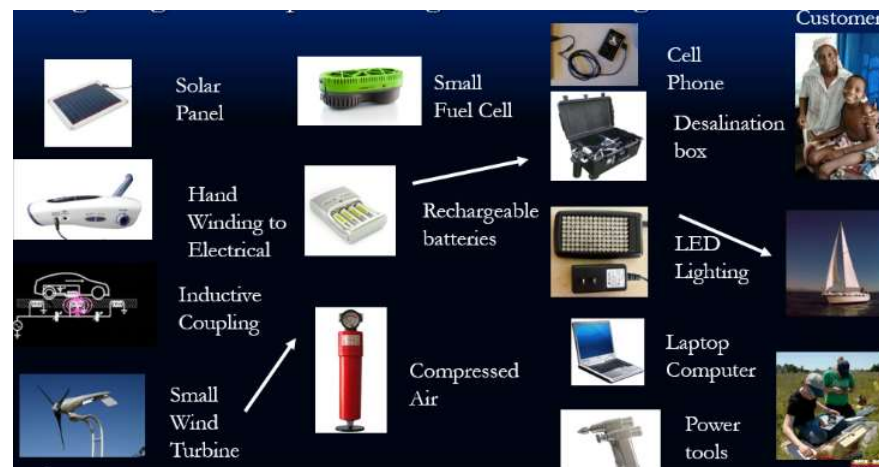 Customer
Solar
Panel
Small
Fuel Cell
Cell
Phone
Desalination
box
Hand
Winding to
Electrical
Rechargeable
batteries
LED
Lighting
Inductive
Coupling
Laptop
Computer
Compressed
Air
Small
Wind
Turbine
Power
tools